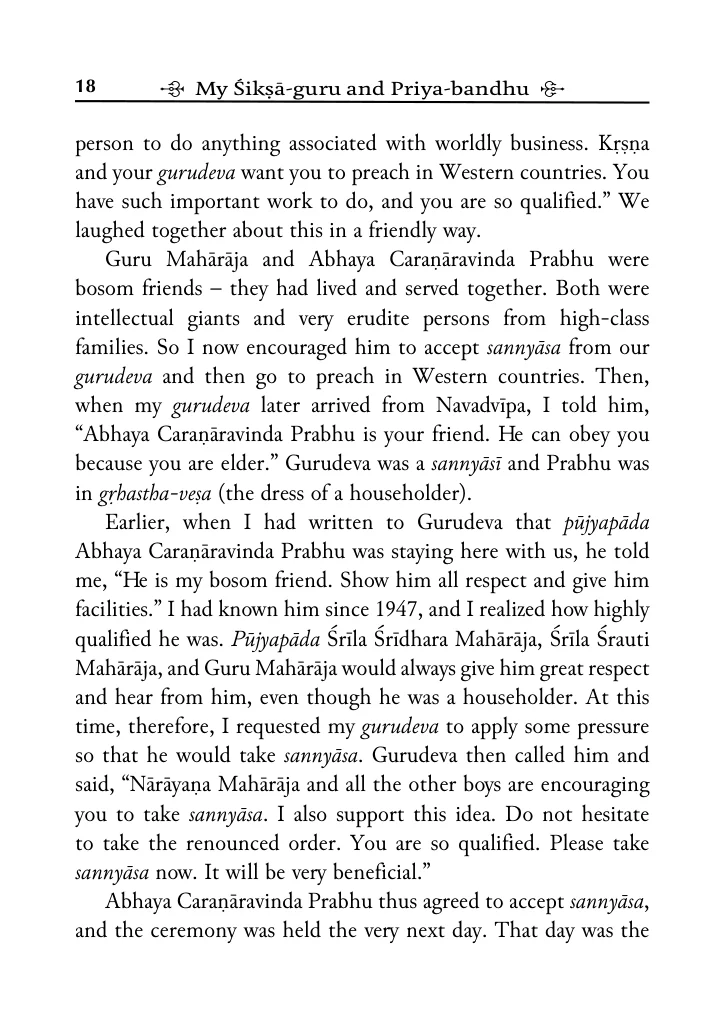 18 My Śikṣā-guru and Priya-bandhu
person to do anything associated with worldly business. Kṛṣṇa
and your gurudeva want you to preach in Western countries. You
have such important work to do, and you are so qualified.” We
laughed together about this in a friendly way.
Guru Mahārāja and Abhaya Caraṇāravinda Prabhu were
bosom friends – they had lived and served together. Both were
intellectual giants and very erudite persons from high-class
families. So I now encouraged him to accept sannyāsa from our
gurudeva and then go to preach in Western countries. Then,
when my gurudeva later arrived from Navadvīpa, I told him,
“Abhaya Caraṇāravinda Prabhu is your friend. He can obey you
because you are elder.” Gurudeva was a sannyāsī and Prabhu was
in gṛhastha-veṣa (the dress of a householder).
Earlier, when I had written to Gurudeva that pūjyapāda
Abhaya Caraṇāravinda Prabhu was staying here with us, he told
me, “He is my bosom friend. Show him all respect and give him
facilities.” I had known him since 1947, and I realized how highly
qualified he was. Pūjyapāda Śrīla Śrīdhara Mahārāja, Śrīla Śrauti
Mahārāja, and Guru Mahārāja would always give him great respect
and hear from him, even though he was a householder. At this
time, therefore, I requested my gurudeva to apply some pressure
so that he would take sannyāsa. Gurudeva then called him and
said, “Nārāyaṇa Mahārāja and all the other boys are encouraging
you to take sannyāsa. I also support this idea. Do not hesitate
to take the renounced order. You are so qualified. Please take
sannyāsa now. It will be very beneficial.”
Abhaya Caraṇāravinda Prabhu thus agreed to accept sannyāsa,
and the ceremony was held the very next day. That day was the